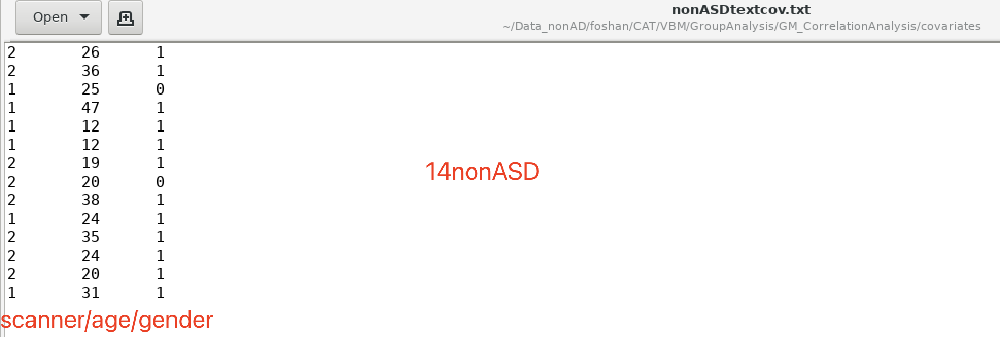 Open
nonASDtextcov.txt
~/Data_nonAD/foshan/CAT/VBM/GroupAnalysis/GM_CorrelationAnalysis/covariates
2 26 1
2 36 1
1 25 0
1 47 1
1 12 1
1 12 1
2 19 1
14nonASD
2 20 0
2 38 1
1 24 1
2 35 1
2 24 1
2 20 1
1 31 1
scanner/age/gender